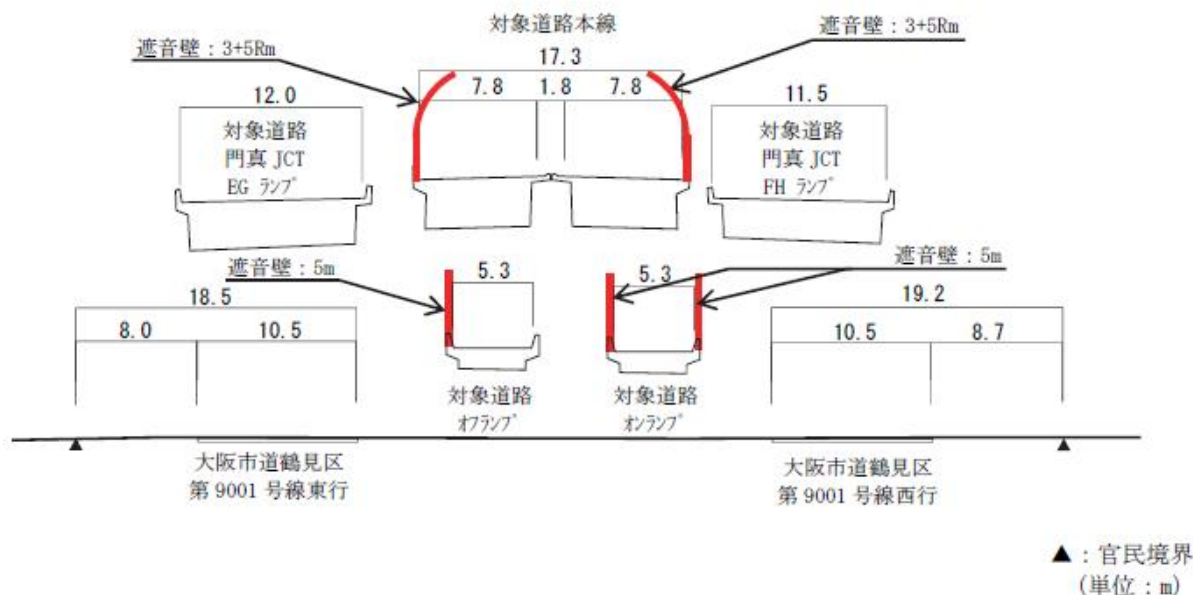 対象道路本線
遮音壁：3+5Rm
遮音壁：3+5Rm
17.3
7.8
1.8
7.8
12.0
対象道路
門真 JCT
EG ランプ
11.5
対象道路
門真 JCT
FH ランプ
遮音壁：5m
5.3
5.3
遮音壁：5m
18.5
8.0
10.5
19.2
10.5
8.7
対象道路
オフランプ
対象道路
オンランプ
大阪市道鶴見区
第 9001 号線東行
大阪市道鶴見区
第 9001 号線西行
▲：官民境界
(単位：m)